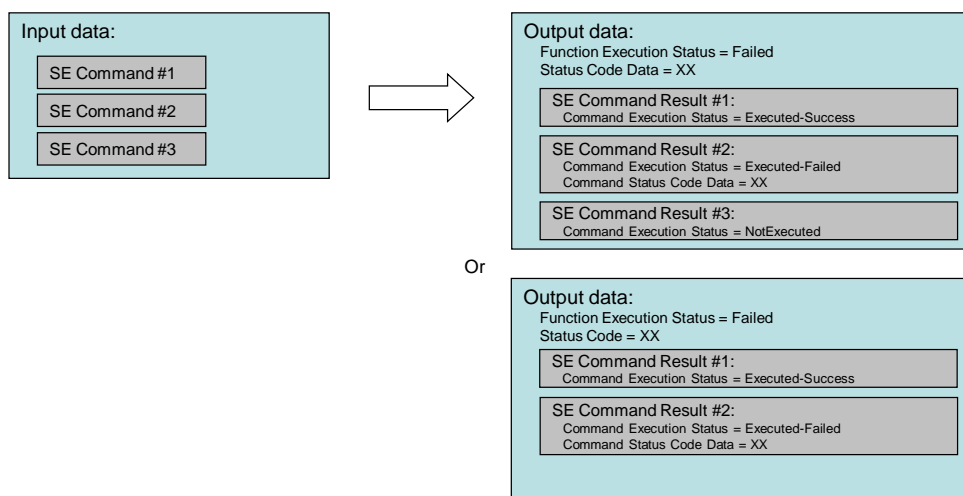 Input data:
SE Command #1
SE Command #2
SE Command #3
Output data:
Function Execution Status = Failed
Status Code Data = XX
SE Command Result #1:
Command Execution Status = Executed-Success
SE Command Result #2:
Command Execution Status = Executed-Failed
Command Status Code Data = XX
SE Command Result #3:
Command Execution Status = NotExecuted
Or
Output data:
Function Execution Status = Failed
Status Code = XX
SE Command Result #1:
Command Execution Status = Executed-Success
SE Command Result #2:
Command Execution Status = Executed-Failed
Command Status Code Data = XX